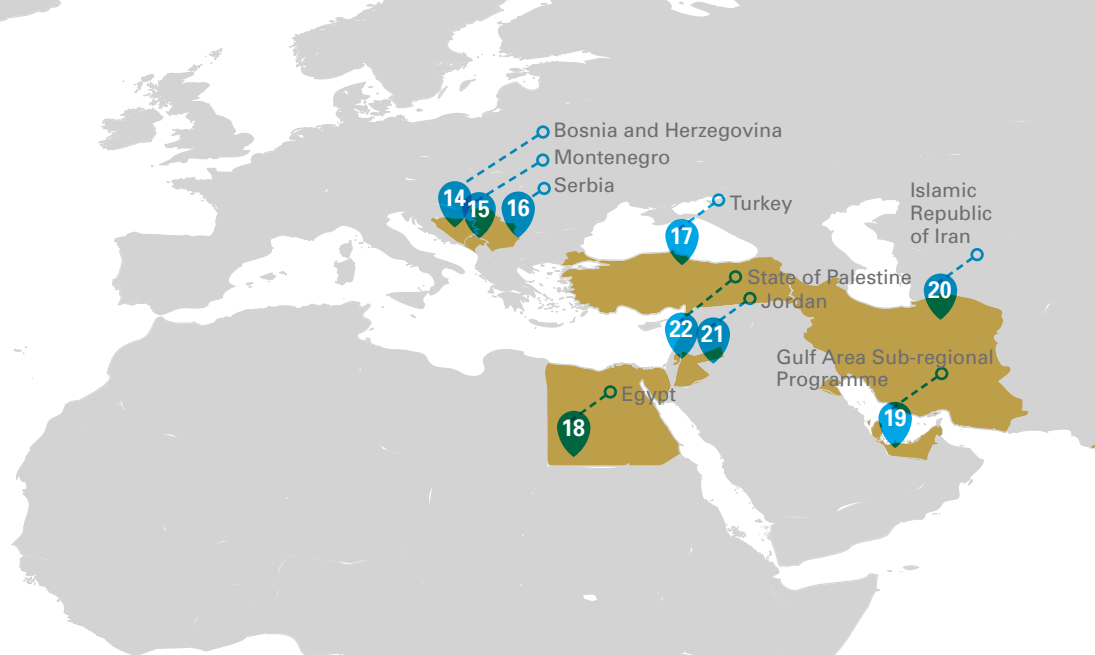 Bosnia and Herzegovina
Montenegro
Serbia
14
15
16
Turkey
17
Islamic
Republic
of Iran
20
State of Palestine
Jordan
22
21
Gulf Area Sub-regional
Programme
19
Egypt
18